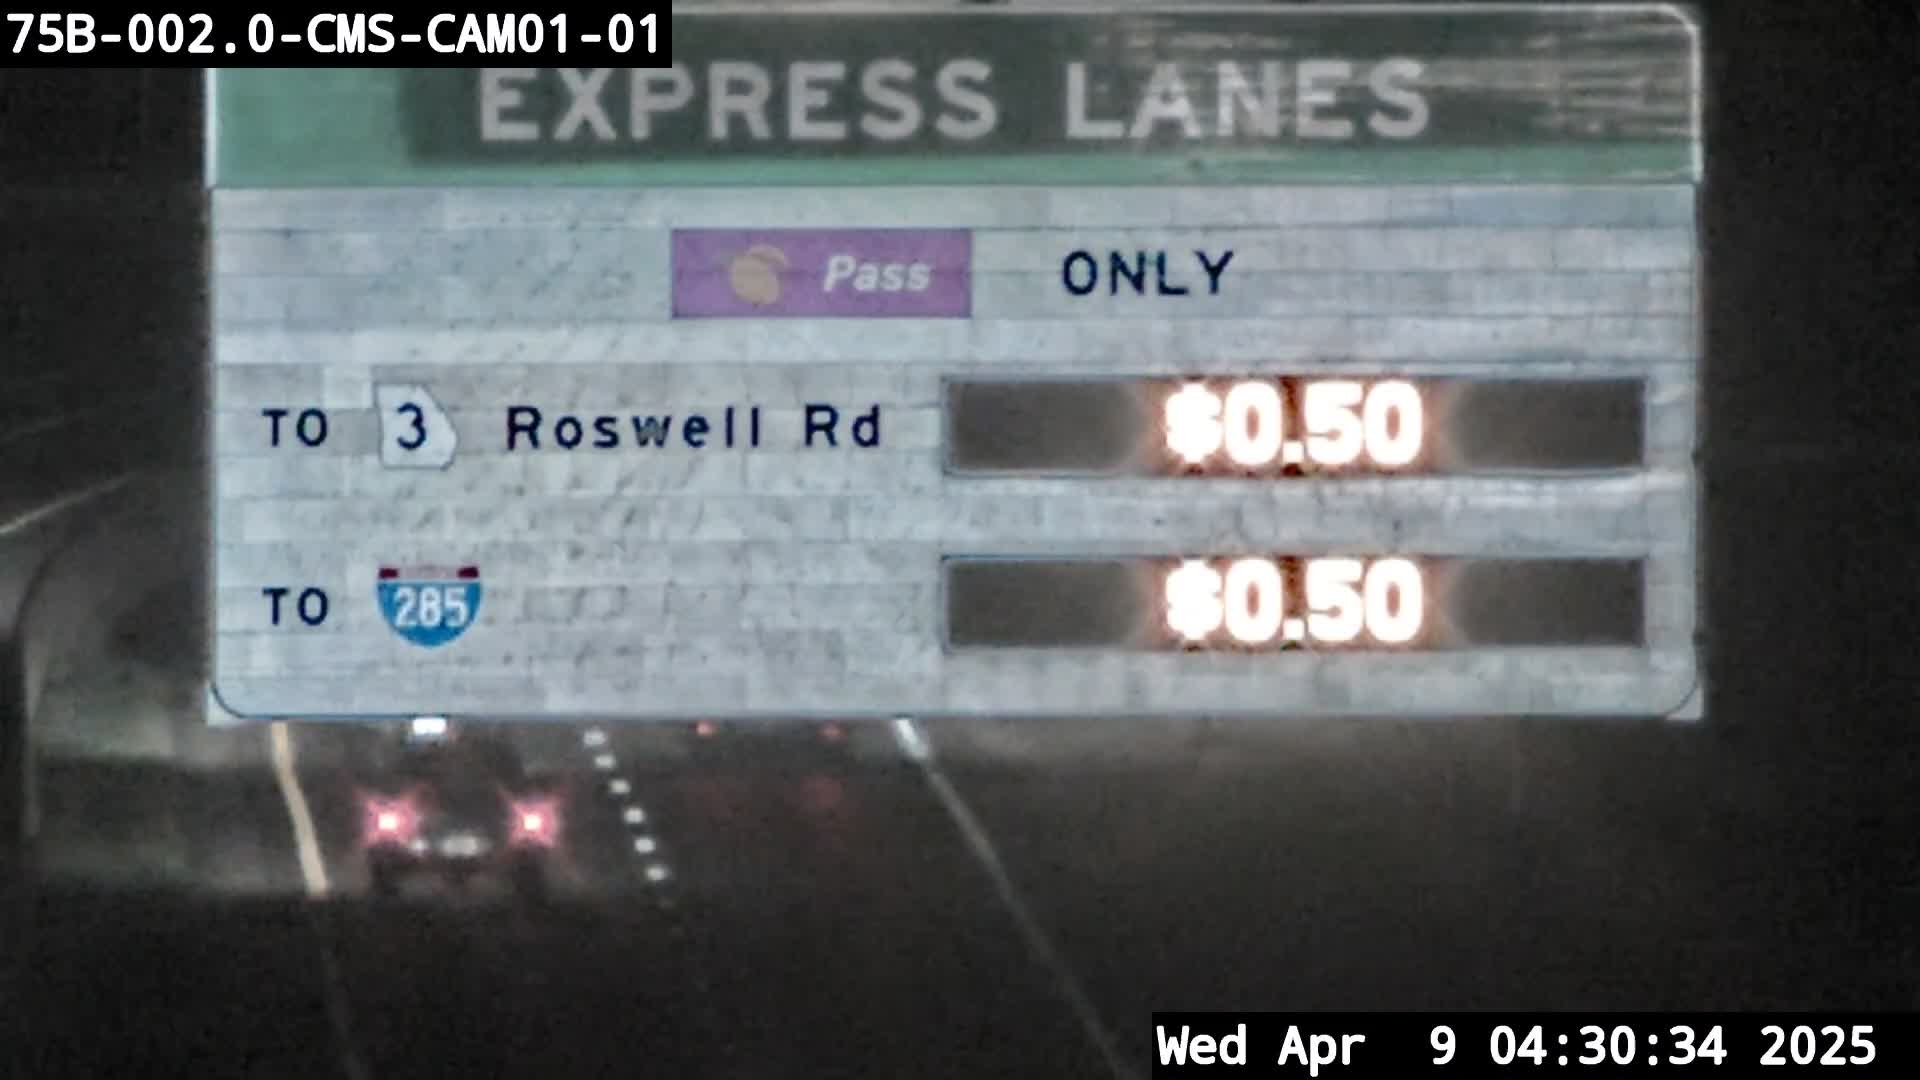 75B-002.0-CMS-CAM01-01
EXPRESS LANES
Pass ONLY
TO 3 Roswell Rd $0.50
TO 285 $0.50
Wed Apr 9 04:30:34 2025